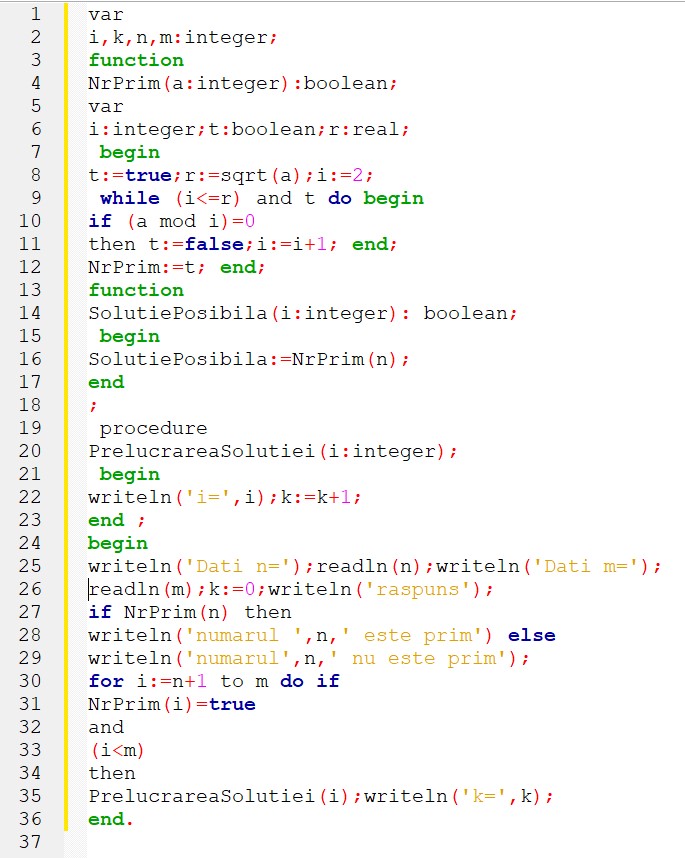 1 var
2 i,k,n,m:integer;
3 function
4 NrPrim(a:integer):boolean;
5 var
6 i:integer;t:boolean;r:real;
7 begin
8 t:=true;r:=sqrt(a);i:=2;
9 while (i<=r) and t do begin
10 if (a mod i)=0
11 then t:=false;i:=i+1; end;
12 NrPrim:=t; end;
13 function
14 SolutiePosibila(i:integer): boolean;
15 begin
16 SolutiePosibila:=NrPrim(n);
17 end
18 ;
19 procedure
20 PrelucrareaSolutiei(i:integer);
21 begin
22 writeln('i=',i);k:=k+1;
23 end ;
24 begin
25 writeln('Dati n=');readln(n);writeln('Dati m=');
26 readln(m);k:=0;writeln('raspuns');
27 if NrPrim(n) then
28 writeln('numarul ',n,' este prim') else
29 writeln('numarul',n,' nu este prim');
30 for i:=n+1 to m do if
31 NrPrim(i)=true
32 and
33 (i<m)
34 then
35 PrelucrareaSolutiei(i);writeln('k=',k);
36 end.
37